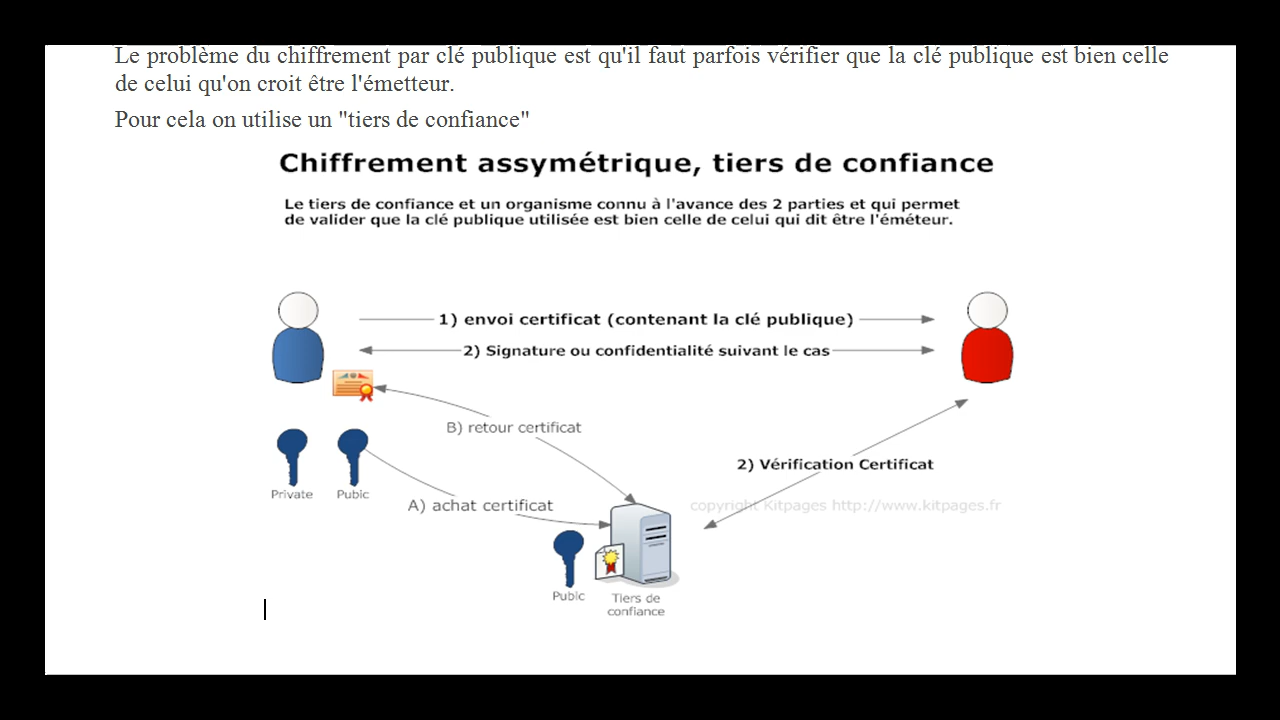 Le problème du chiffrement par clé publique est qu'il faut parfois vérifier que la clé publique est bien celle
de celui qu'on croit être l'émetteur.
Pour cela on utilise un "tiers de confiance"
Chiffrement assymétrique, tiers de confiance
Le tiers de confiance et un organisme connu à l'avance des 2 parties et qui permet
de valider que la clé publique utilisée est bien celle de celui qui dit être l'éméteur.
1) envoi certificat (contenant la clé publique)
2) Signature ou confidentialité suivant le cas
B) retour certificat
2) Vérification Certificat
Private
Pubic
A) achat certificat
copyright Kitpages http://www.kitpages.fr
Pubic
Tiers de
confiance